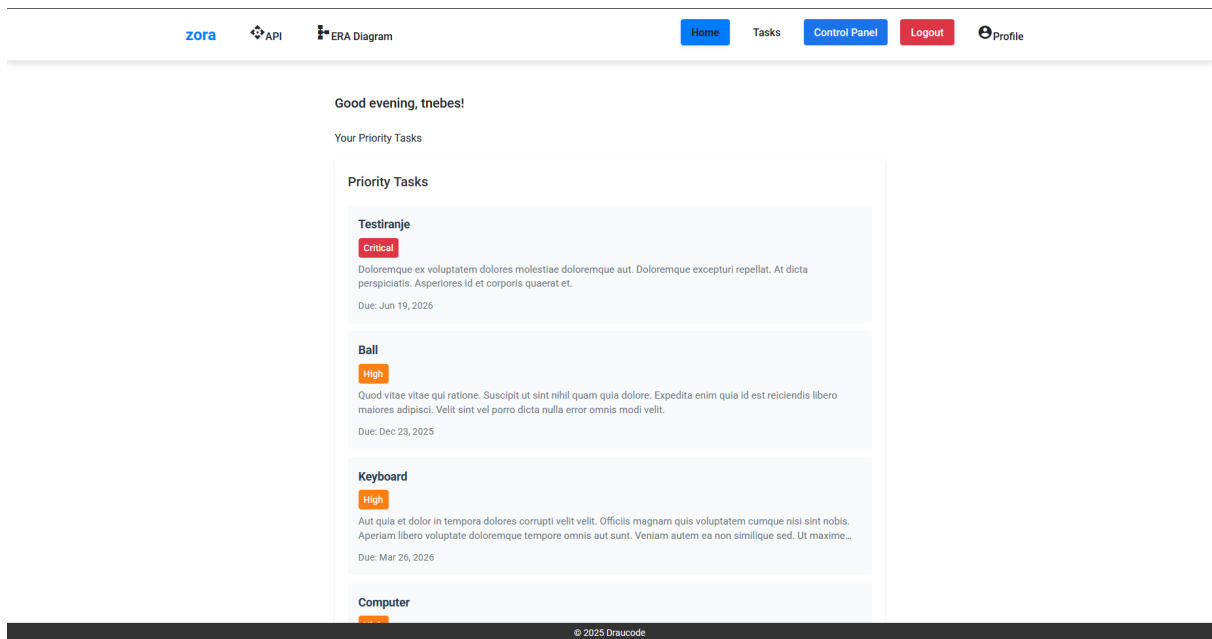 zora API ERA Diagram Home Tasks Control Panel Logout Profile
Good evening, tnebes!
Your Priority Tasks
Priority Tasks
Testiranje
Critical
Doloremque ex voluptatem dolores molestiae doloremque aut. Doloremque excepturi repellat. At dicta
perspiciatis. Asperiores id et corporis quaerat et.
Due: Jun 19, 2026
Ball
High
Quod vitae vitae qui ratione. Suscipit ut sint nihil quam quia dolore. Expedita enim quia id est reiciendis libero
maiores adipisci. Velit sint vel porro dicta nulla error omnis modi velit.
Due: Dec 23, 2025
Keyboard
High
Aut quia et dolor in tempora dolores corrupti velit velit. Officiis magnam quis voluptatem cumque nisi sint nobis.
Aperiam libero voluptate doloremque tempore omnis aut sunt. Veniam autem ea non similique sed. Ut maxime…
Due: Mar 26, 2026
Computer
© 2025 Draucode